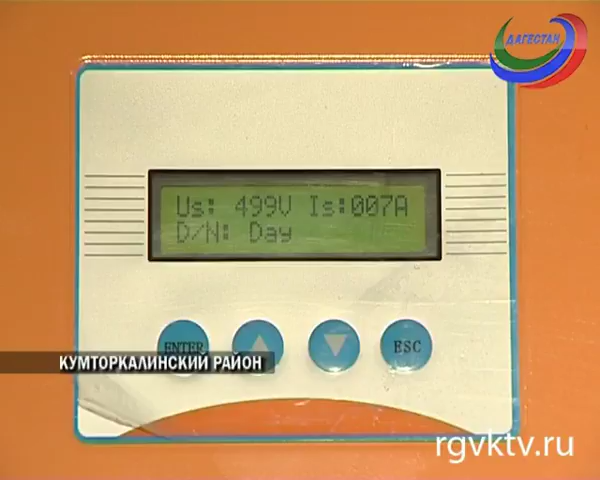 ДАГЕСТАН
Us: 499V Is:007A
D/N: Day
ENTER
ESC
КУМТОРКАЛИНСКИЙ РАЙОН
rgvktv.ru